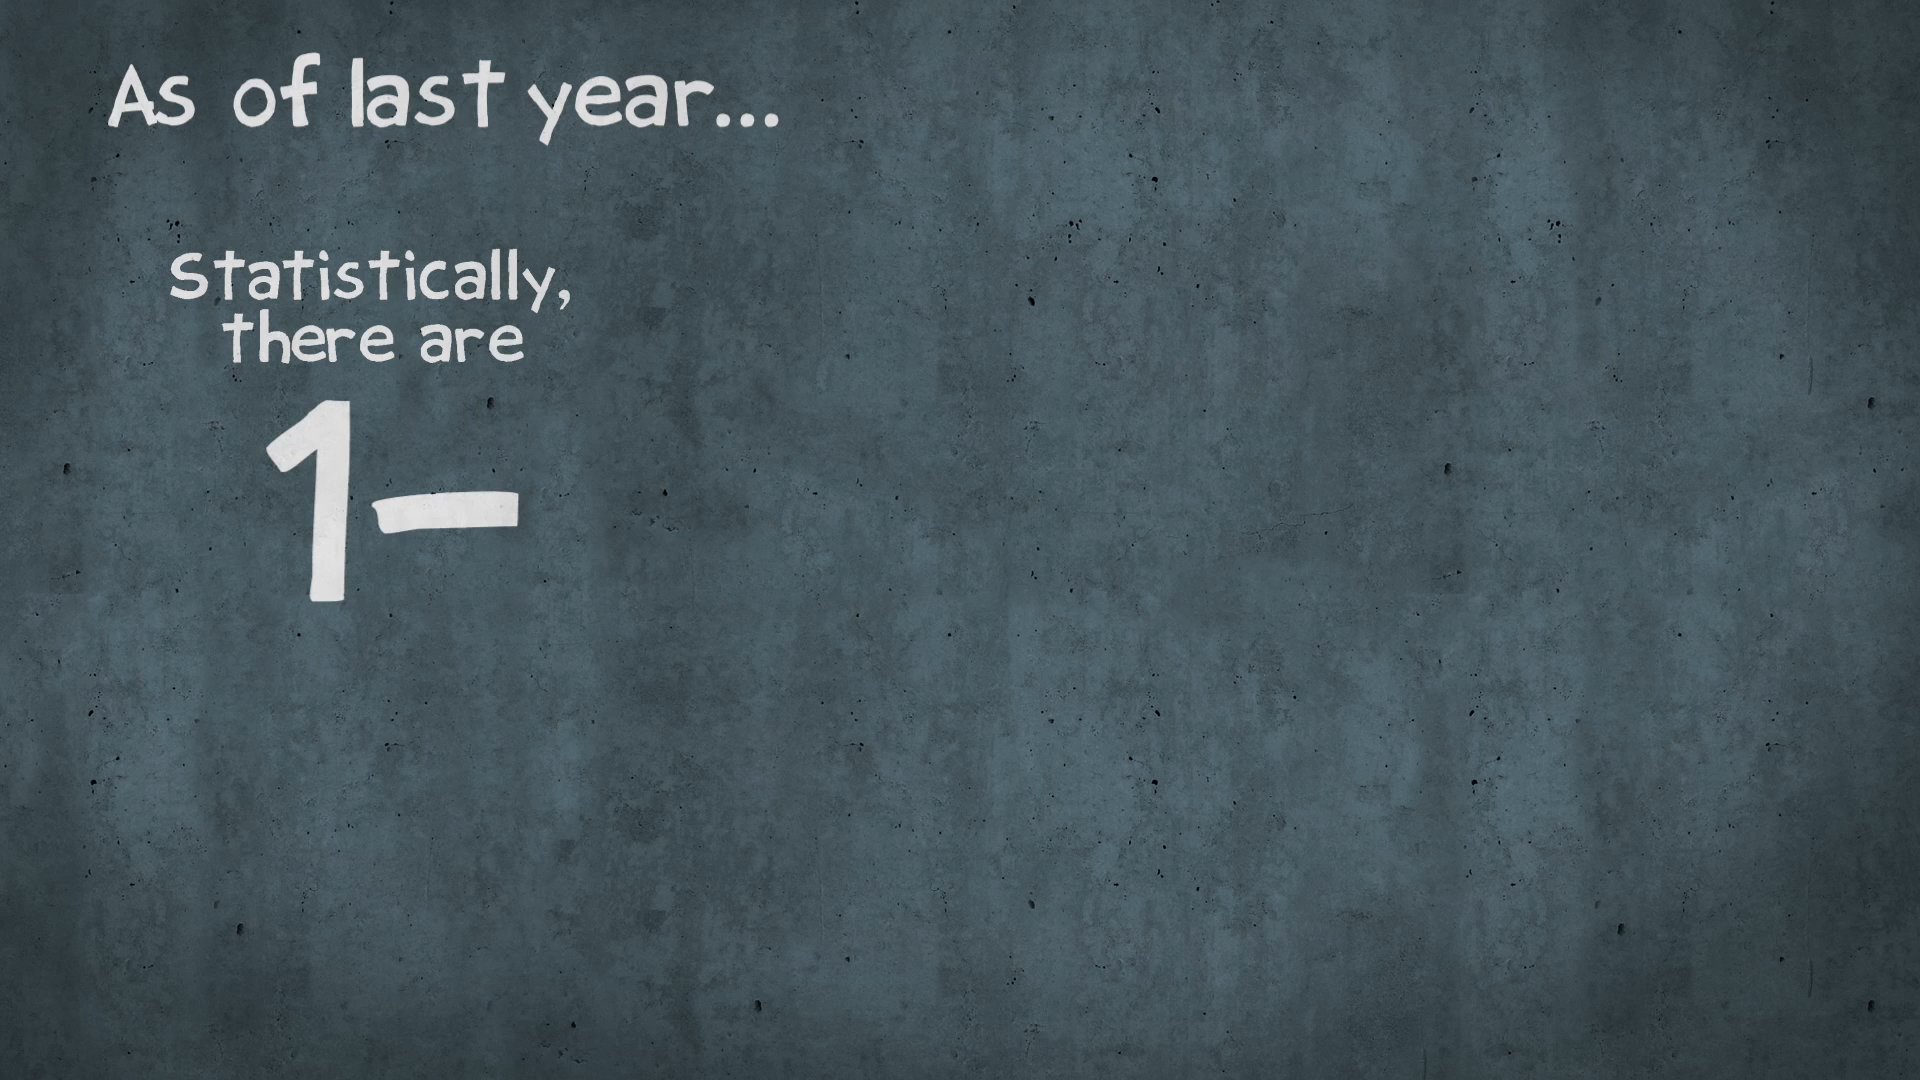 As of last year...
Statistically,
there are
1-